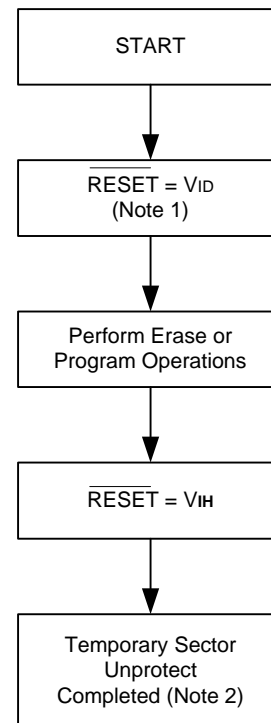 START
RESET = VID
(Note 1)
Perform Erase or
Program Operations
RESET = VIH
Temporary Sector
Unprotect
Completed (Note 2)